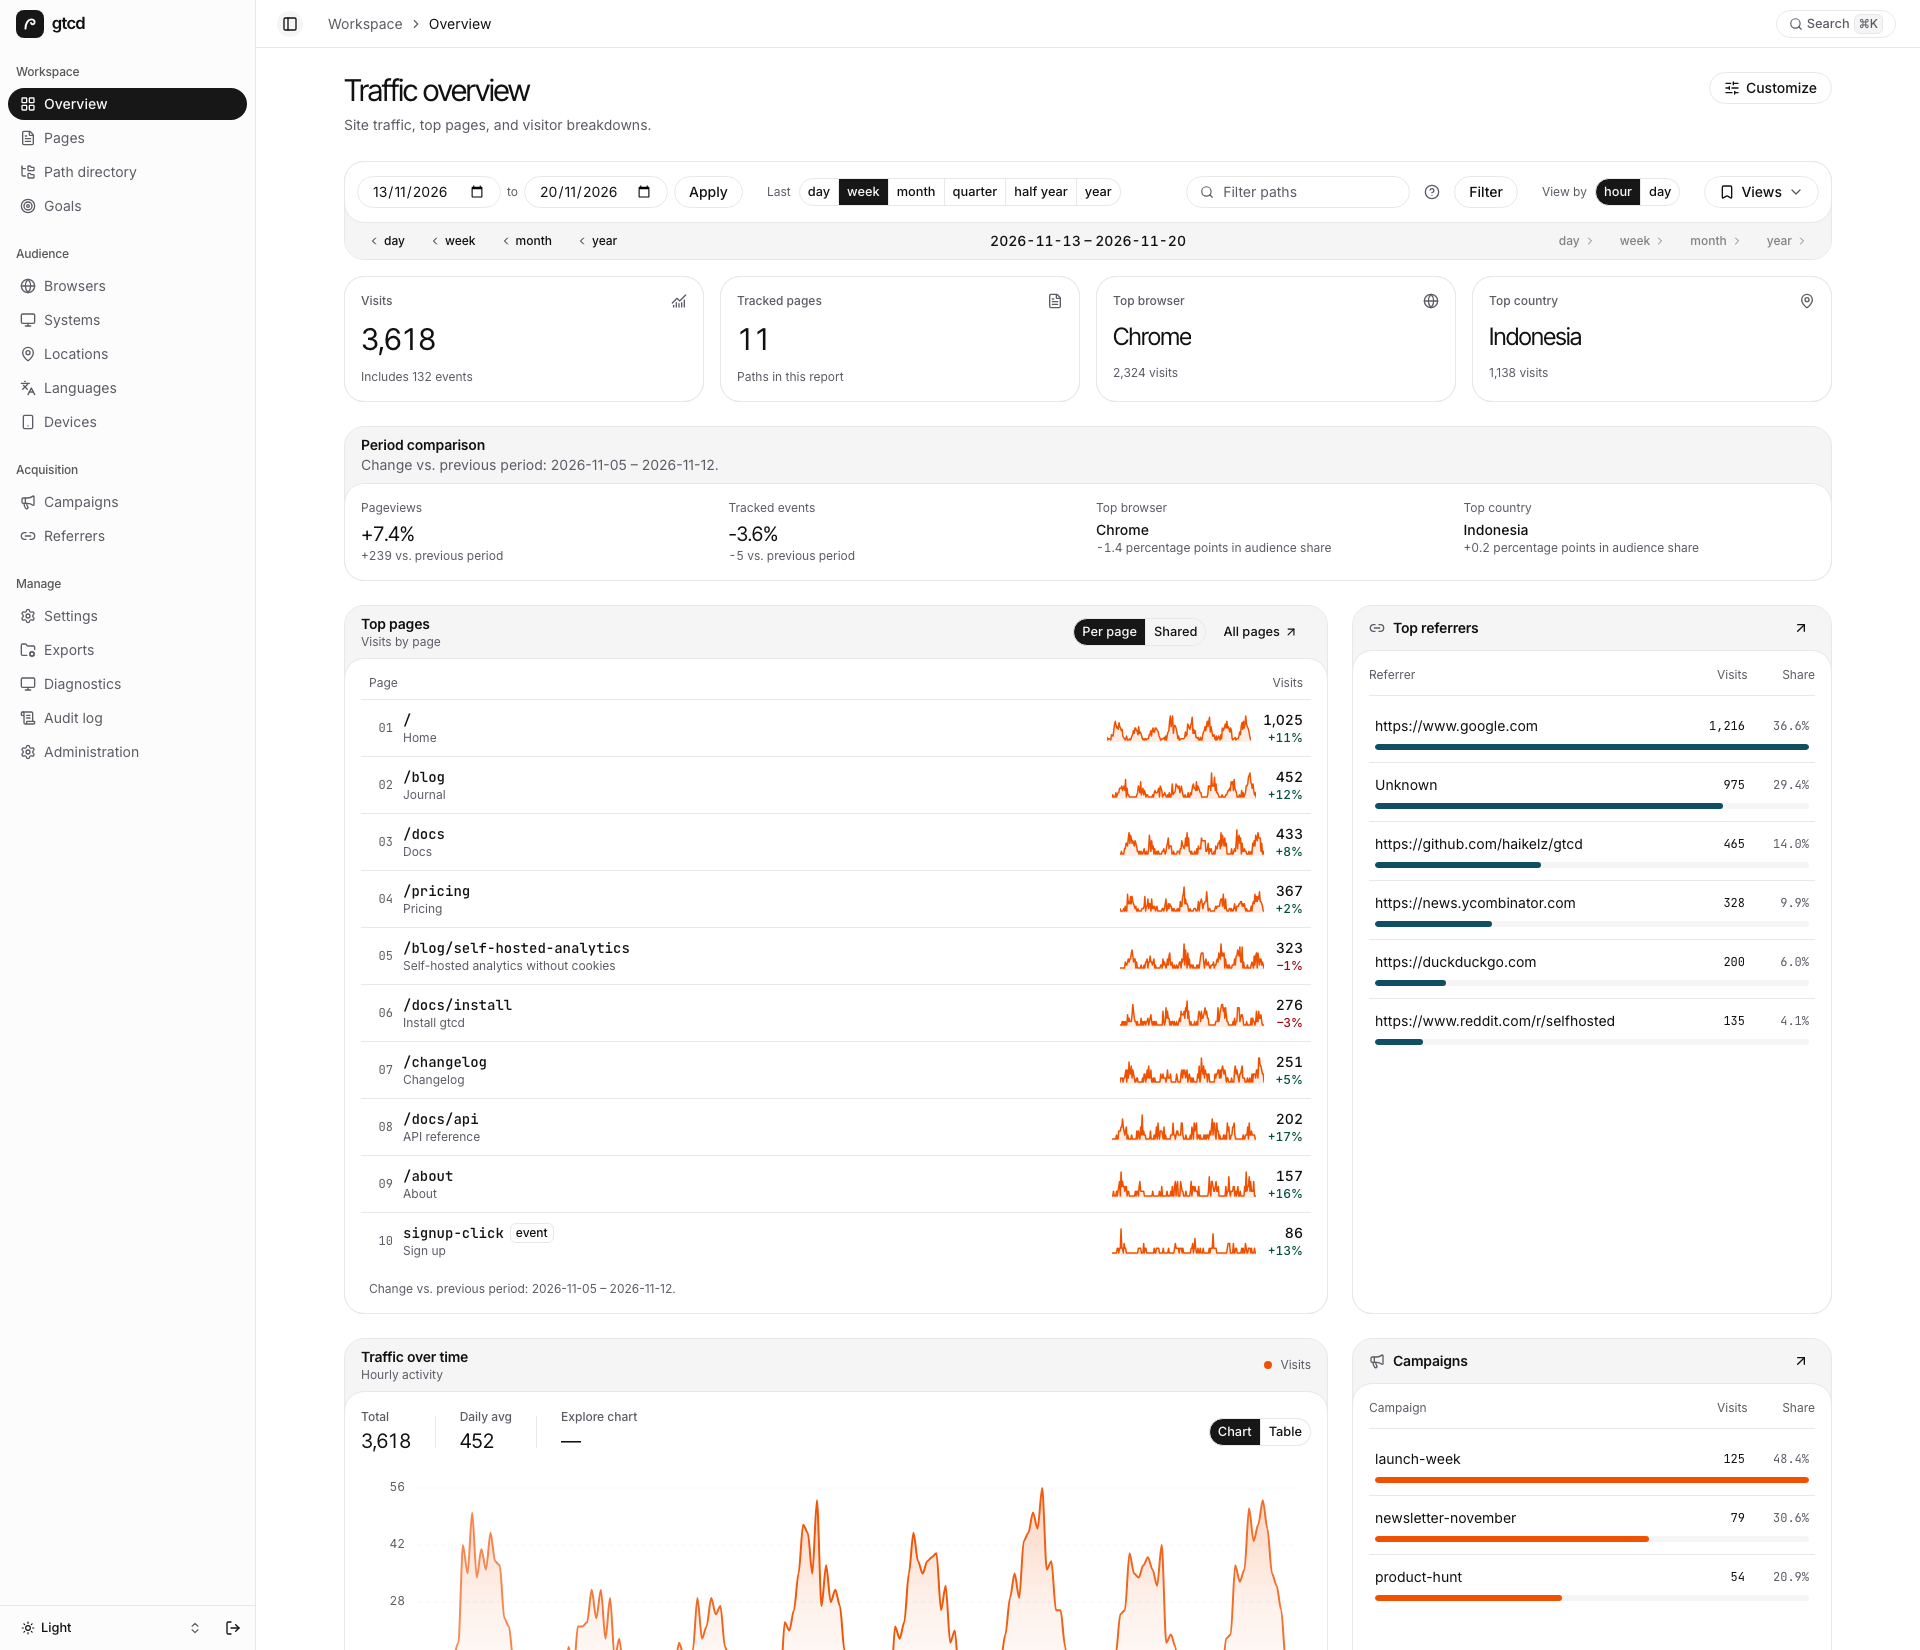 gtcd
Workspace
Overview
Pages
Path directory
Goals
Audience
Browsers
Systems
Locations
Languages
Devices
Acquisition
Campaigns
Referrers
Manage
Settings
Exports
Diagnostics
Audit log
Administration
Light
Workspace > Overview
Search ⌘K
Traffic overview
Customize
Site traffic, top pages, and visitor breakdowns.
13/11/2026 to 20/11/2026 Apply Last day week month quarter half year year Filter paths Filter View by hour day Views
day week month year 2026-11-13 – 2026-11-20 day week month year
Visits
3,618
Includes 132 events
Tracked pages
11
Paths in this report
Top browser
Chrome
2,324 visits
Top country
Indonesia
1,138 visits
Period comparison
Change vs. previous period: 2026-11-05 – 2026-11-12.
Pageviews
+7.4%
+239 vs. previous period
Tracked events
-3.6%
-5 vs. previous period
Top browser
Chrome
-1.4 percentage points in audience share
Top country
Indonesia
+0.2 percentage points in audience share
Top pages
Visits by page
Per page Shared All pages
Page Visits
01 / 1,025
Home +11%
02 /blog 452
Journal +12%
03 /docs 433
Docs +8%
04 /pricing 367
Pricing +2%
05 /blog/self-hosted-analytics 323
Self-hosted analytics without cookies −1%
06 /docs/install 276
Install gtcd −3%
07 /changelog 251
Changelog +5%
08 /docs/api 202
API reference +17%
09 /about 157
About +16%
10 signup-click event 86
Sign up +13%
Change vs. previous period: 2026-11-05 – 2026-11-12.
Top referrers
Referrer Visits Share
https://www.google.com 1,216 36.6%
Unknown 975 29.4%
https://github.com/haikelz/gtcd 465 14.0%
https://news.ycombinator.com 328 9.9%
https://duckduckgo.com 200 6.0%
https://www.reddit.com/r/selfhosted 135 4.1%
Traffic over time
Hourly activity
Visits
Total
3,618
Daily avg
452
Explore chart
—
Chart Table
56
42
28
Campaigns
Campaign Visits Share
launch-week 125 48.4%
newsletter-november 79 30.6%
product-hunt 54 20.9%